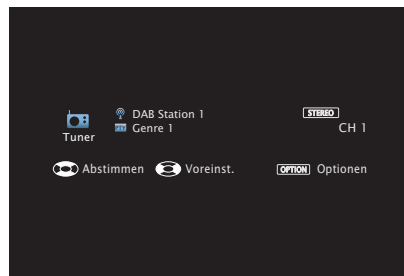 DAB Station 1
STEREO
Genre 1
CH 1
Tuner
Abstimmen
Voreinst.
OPTION Optionen